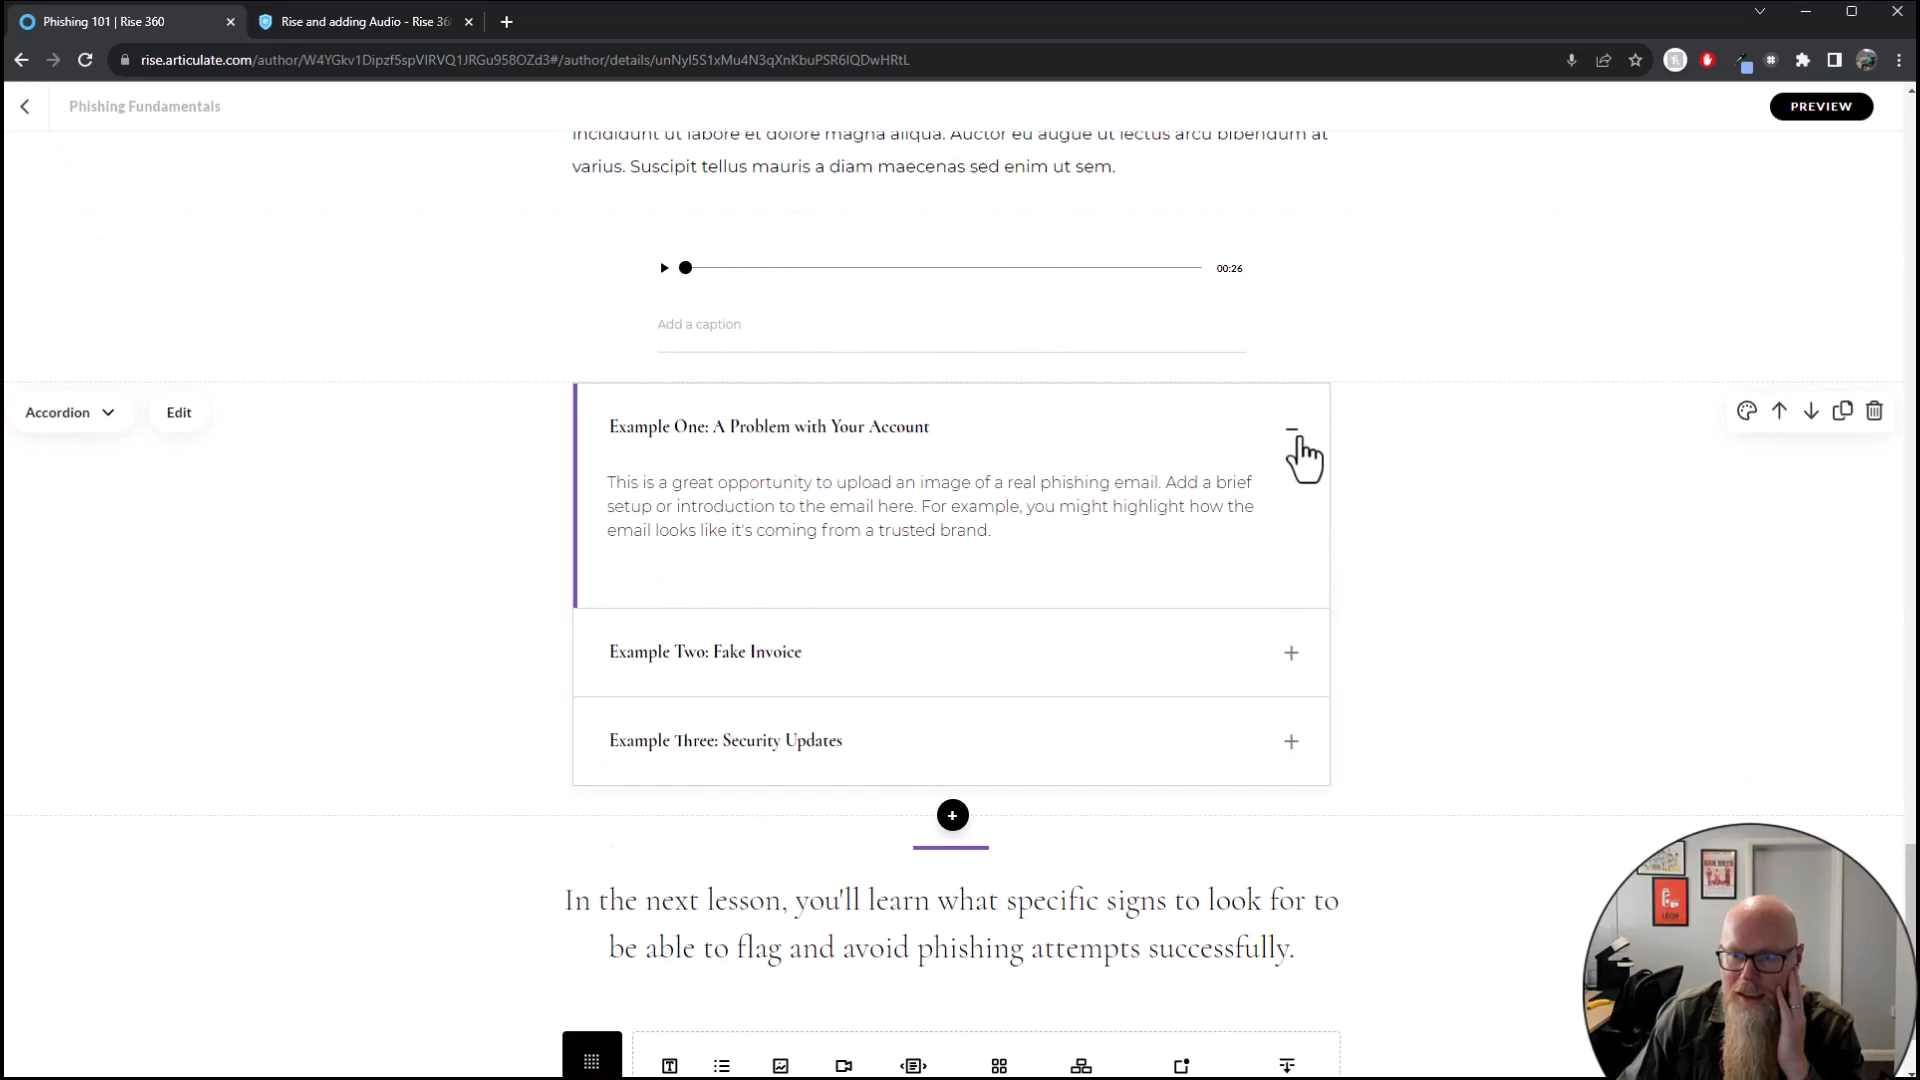 Phishing 101 | Rise 360
Rise and adding Audio - Rise 36
rise.articulate.com/author/W4YGkv1Dipzf5spVIRVQ1JRGu958OZd3#/author/details/unNyl5S1xMu4N3qXnKbuPSR6IQDwHRtL
Phishing Fundamentals
PREVIEW
incididunt ut labore et dolore magna aliqua. Auctor eu augue ut lectus arcu bibendum at
varius. Suscipit tellus mauris a diam maecenas sed enim ut sem.
00:26
Add a caption
Accordion
Edit
Example One: A Problem with Your Account
This is a great opportunity to upload an image of a real phishing email. Add a brief
setup or introduction to the email here. For example, you might highlight how the
email looks like it's coming from a trusted brand.
Example Two: Fake Invoice
Example Three: Security Updates
In the next lesson, you'll learn what specific signs to look for to
be able to flag and avoid phishing attempts successfully.